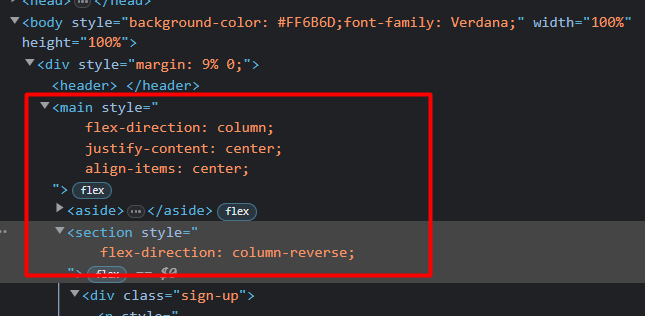 <head> ⋯ </head>
<body style="background-color: #FF6B6D;font-family: Verdana;" width="100%"
height="100%">
<div style="margin: 9% 0;">
<header> </header>
<main style="
flex-direction: column;
justify-content: center;
align-items: center;
"> flex
<aside> ⋯ </aside> flex
⋯ <section style="
flex-direction: column-reverse;
"> flex == $0
<div class="sign-up">
<p style="